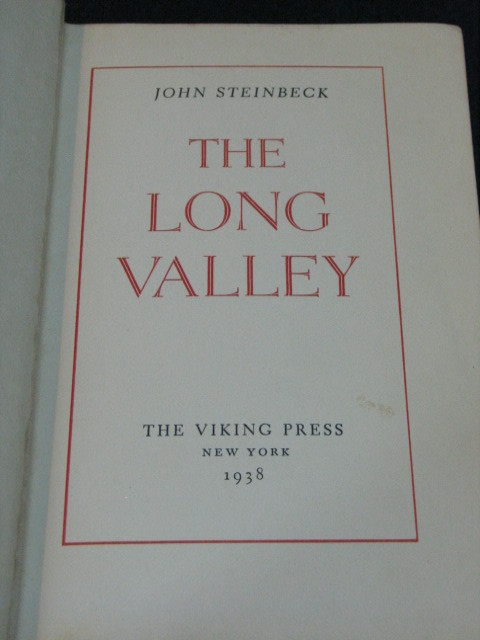 JOHN STEINBECK
THE
LONG
VALLEY
THE VIKING PRESS
NEW YORK
1938